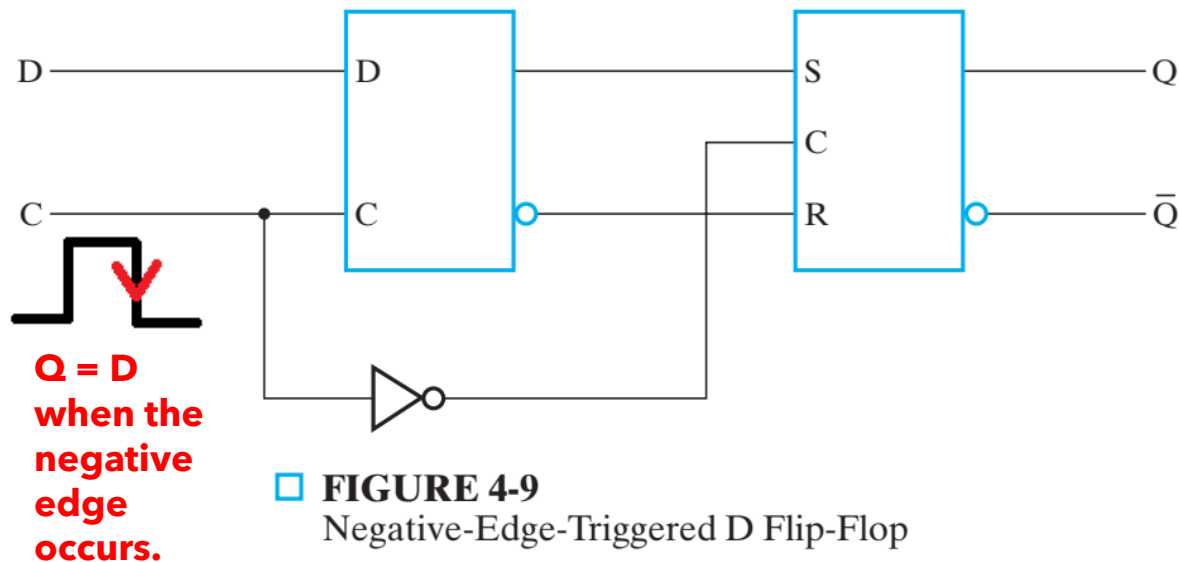 D
D
S
Q
C
C
C
R
Q̅
Q = D
when the
negative
edge
occurs.
FIGURE 4-9
Negative-Edge-Triggered D Flip-Flop